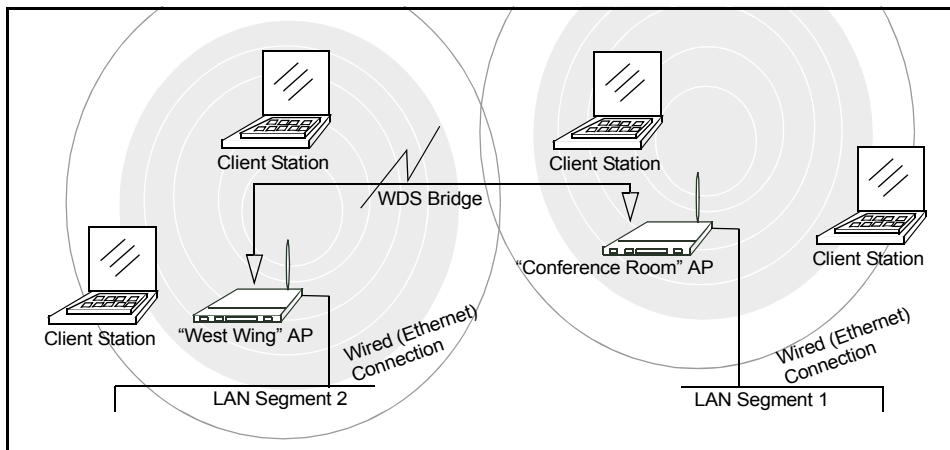 Client Station
Client Station
WDS Bridge
Client Station
“Conference Room” AP
Client Station
“West Wing” AP
Wired (Ethernet)
Connection
Wired (Ethernet)
Connection
LAN Segment 2
LAN Segment 1